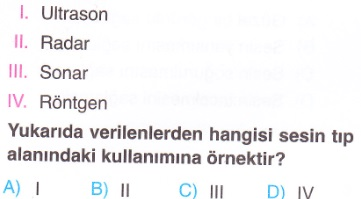 I. Ultrason
II. Radar
III. Sonar
IV. Röntgen
Yukarıda verilenlerden hangisi sesin tıp
alanındaki kullanımına örnektir?
A) I B) II C) III D) IV